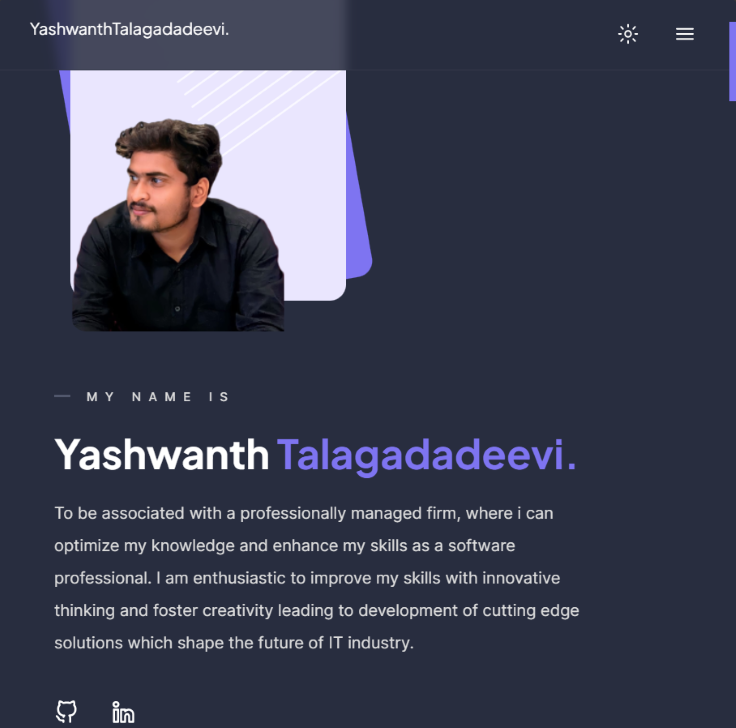 YashwanthTalagadadeevi.
MY NAME IS
Yashwanth Talagadadeevi.
To be associated with a professionally managed firm, where i can
optimize my knowledge and enhance my skills as a software
professional. I am enthusiastic to improve my skills with innovative
thinking and foster creativity leading to development of cutting edge
solutions which shape the future of IT industry.